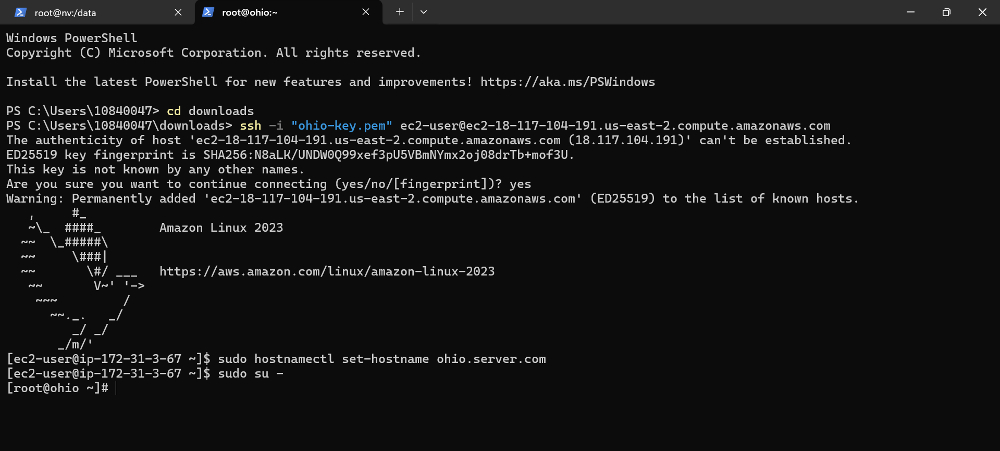 root@nv:/data
root@ohio:~
Windows PowerShell
Copyright (C) Microsoft Corporation. All rights reserved.
Install the latest PowerShell for new features and improvements! https://aka.ms/PSWindows
PS C:\Users\10840047> cd downloads
PS C:\Users\10840047\downloads> ssh -i "ohio-key.pem" ec2-user@ec2-18-117-104-191.us-east-2.compute.amazonaws.com
The authenticity of host 'ec2-18-117-104-191.us-east-2.compute.amazonaws.com (18.117.104.191)' can't be established.
ED25519 key fingerprint is SHA256:N8aLK/UNDW0Q99xef3pU5VBmNYmx2oj08drTb+mof3U.
This key is not known by any other names.
Are you sure you want to continue connecting (yes/no/[fingerprint])? yes
Warning: Permanently added 'ec2-18-117-104-191.us-east-2.compute.amazonaws.com' (ED25519) to the list of known hosts.
   ,     #_
   ~\_  ####_        Amazon Linux 2023
  ~~  \_#####\
  ~~     \###|
  ~~       \#/ ___   https://aws.amazon.com/linux/amazon-linux-2023
   ~~       V~' '->
    ~~~         /
      ~~._.   _/
         _/ _/
       _/m/'
[ec2-user@ip-172-31-3-67 ~]$ sudo hostnamectl set-hostname ohio.server.com
[ec2-user@ip-172-31-3-67 ~]$ sudo su -
[root@ohio ~]#